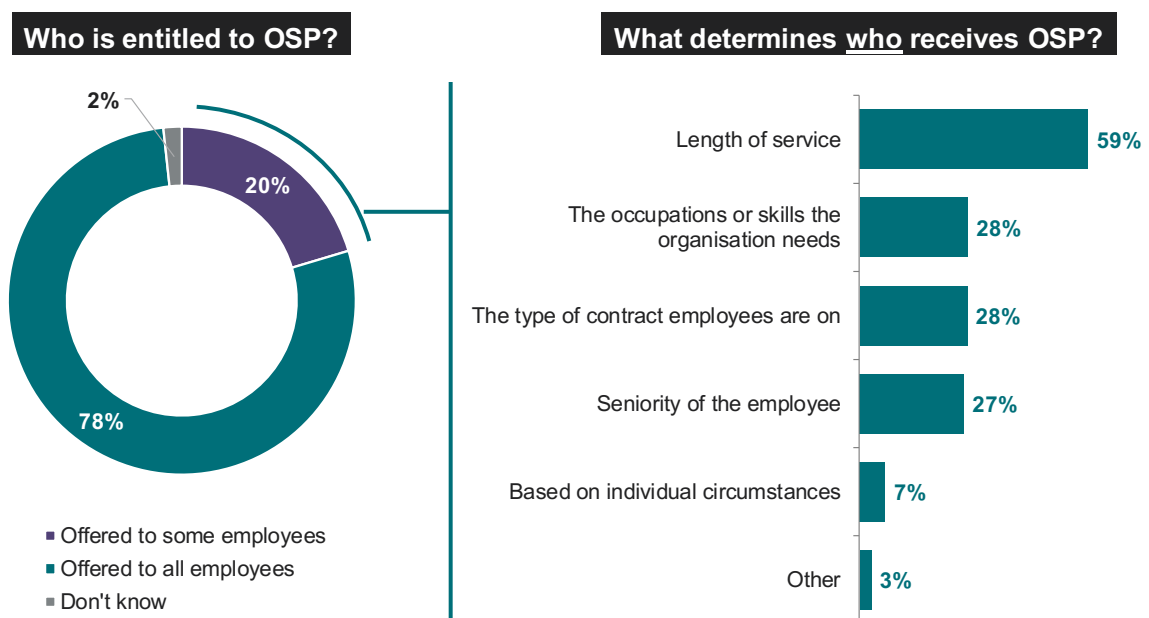 Who is entitled to OSP?
2%
20%
78%
Offered to some employees
Offered to all employees
Don't know
What determines who receives OSP?
Length of service
59%
The occupations or skills the
organisation needs
28%
The type of contract employees are on
28%
Seniority of the employee
27%
Based on individual circumstances
7%
Other
3%